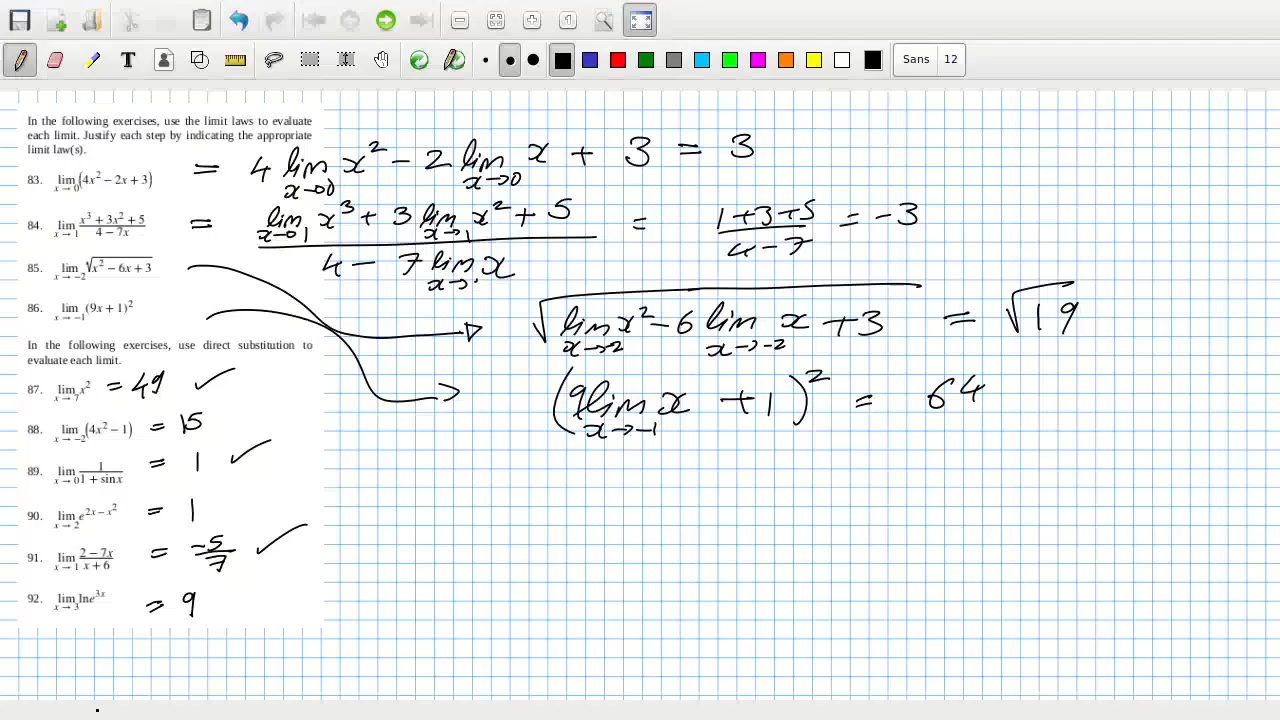 Sans 12
In the following exercises, use the limit laws to evaluate
each limit. Justify each step by indicating the appropriate
limit law(s).
83. lim x→0 (4x² − 2x + 3) = 4 lim x→0 x² − 2 lim x→0 x + 3 = 3
84. lim x→1 (x³ + 3x² + 5)/(4 − 7x) = (lim x→1 x³ + 3 lim x→1 x² + 5)/(4 − 7 lim x→1 x) = (1+3+5)/(4−7) = −3
85. lim x→−2 √(x² − 6x + 3)
√(lim x→−2 x² − 6 lim x→−2 x + 3) = √19
86. lim x→−1 (9x + 1)²
(9 lim x→−1 x + 1)² = 64
In the following exercises, use direct substitution to
evaluate each limit.
87. lim x→7 x² = 49 ✓
88. lim x→−2 (4x² − 1) = 15
89. lim x→0 1/(1 + sinx) = 1 ✓
90. lim x→2 e^(2x − x²) = 1
91. lim x→1 (2 − 7x)/(x + 6) = −5/7 ✓
92. lim x→3 lne^(3x) = 9